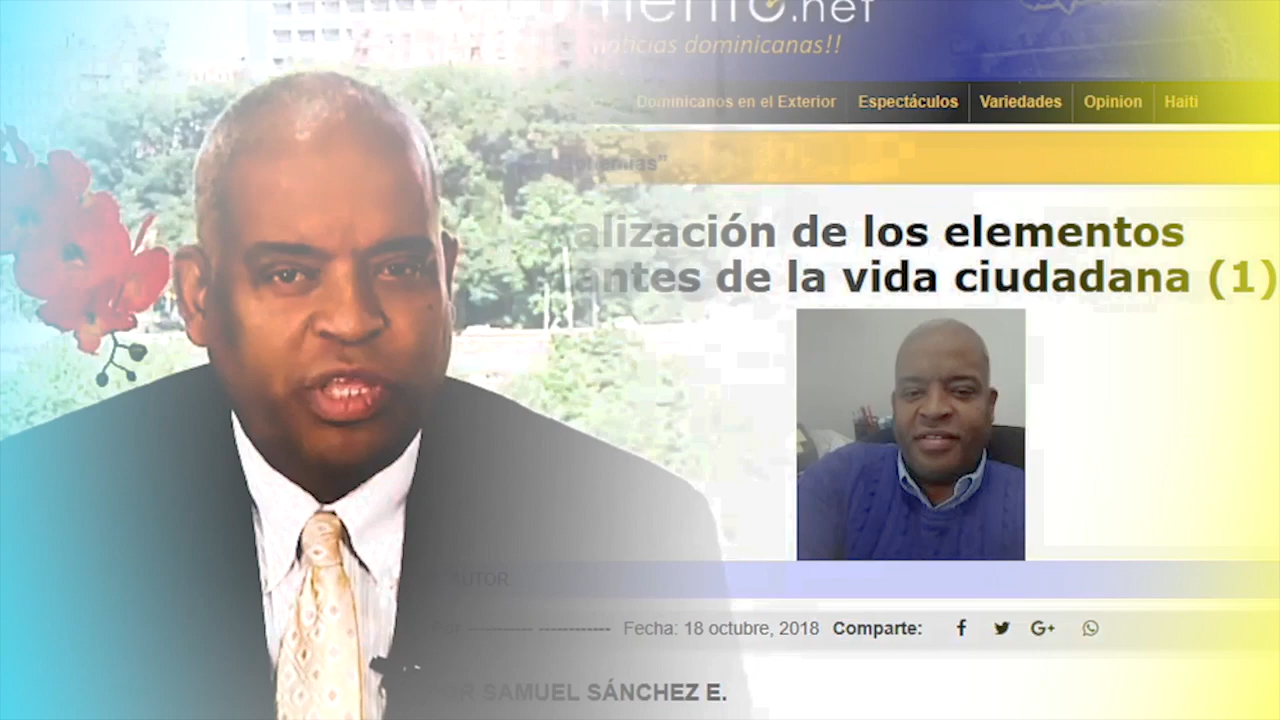 .net
noticias dominicanas!!
Dominicanos en el Exterior Espectáculos Variedades Opinion Haiti
alización de los elementos
antes de la vida ciudadana (1)
AUTOR
Por ----------- ------------ Fecha: 18 octubre, 2018 Comparte:
SAMUEL SÁNCHEZ E.